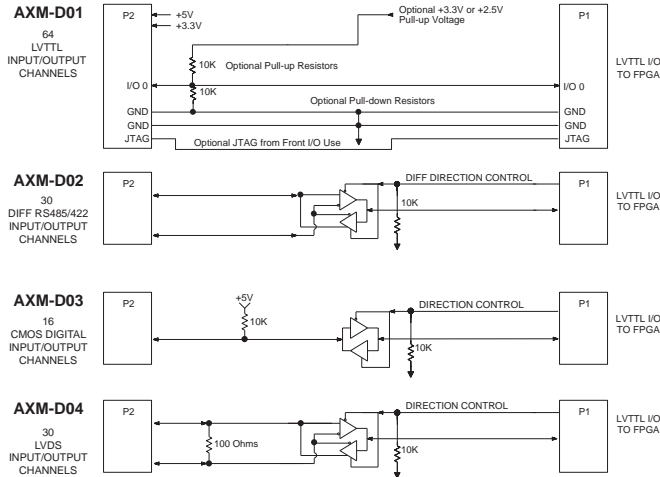 AXM-D01
64
LVTTL
INPUT/OUTPUT
CHANNELS
P2
+5V
+3.3V
Optional +3.3V or +2.5V
Pull-up Voltage
P1
10K
Optional Pull-up Resistors
LVTTL I/O
TO FPGA
I/O 0
10K
I/O 0
Optional Pull-down Resistors
GND
GND
GND
GND
JTAG
Optional JTAG from Front I/O Use
JTAG
AXM-D02
30
DIFF RS485/422
INPUT/OUTPUT
CHANNELS
P2
DIFF DIRECTION CONTROL
10K
P1
LVTTL I/O
TO FPGA
AXM-D03
16
CMOS DIGITAL
INPUT/OUTPUT
CHANNELS
P2
+5V
10K
DIRECTION CONTROL
10K
P1
LVTTL I/O
TO FPGA
AXM-D04
30
LVDS
INPUT/OUTPUT
CHANNELS
P2
100 Ohms
DIRECTION CONTROL
10K
P1
LVTTL I/O
TO FPGA